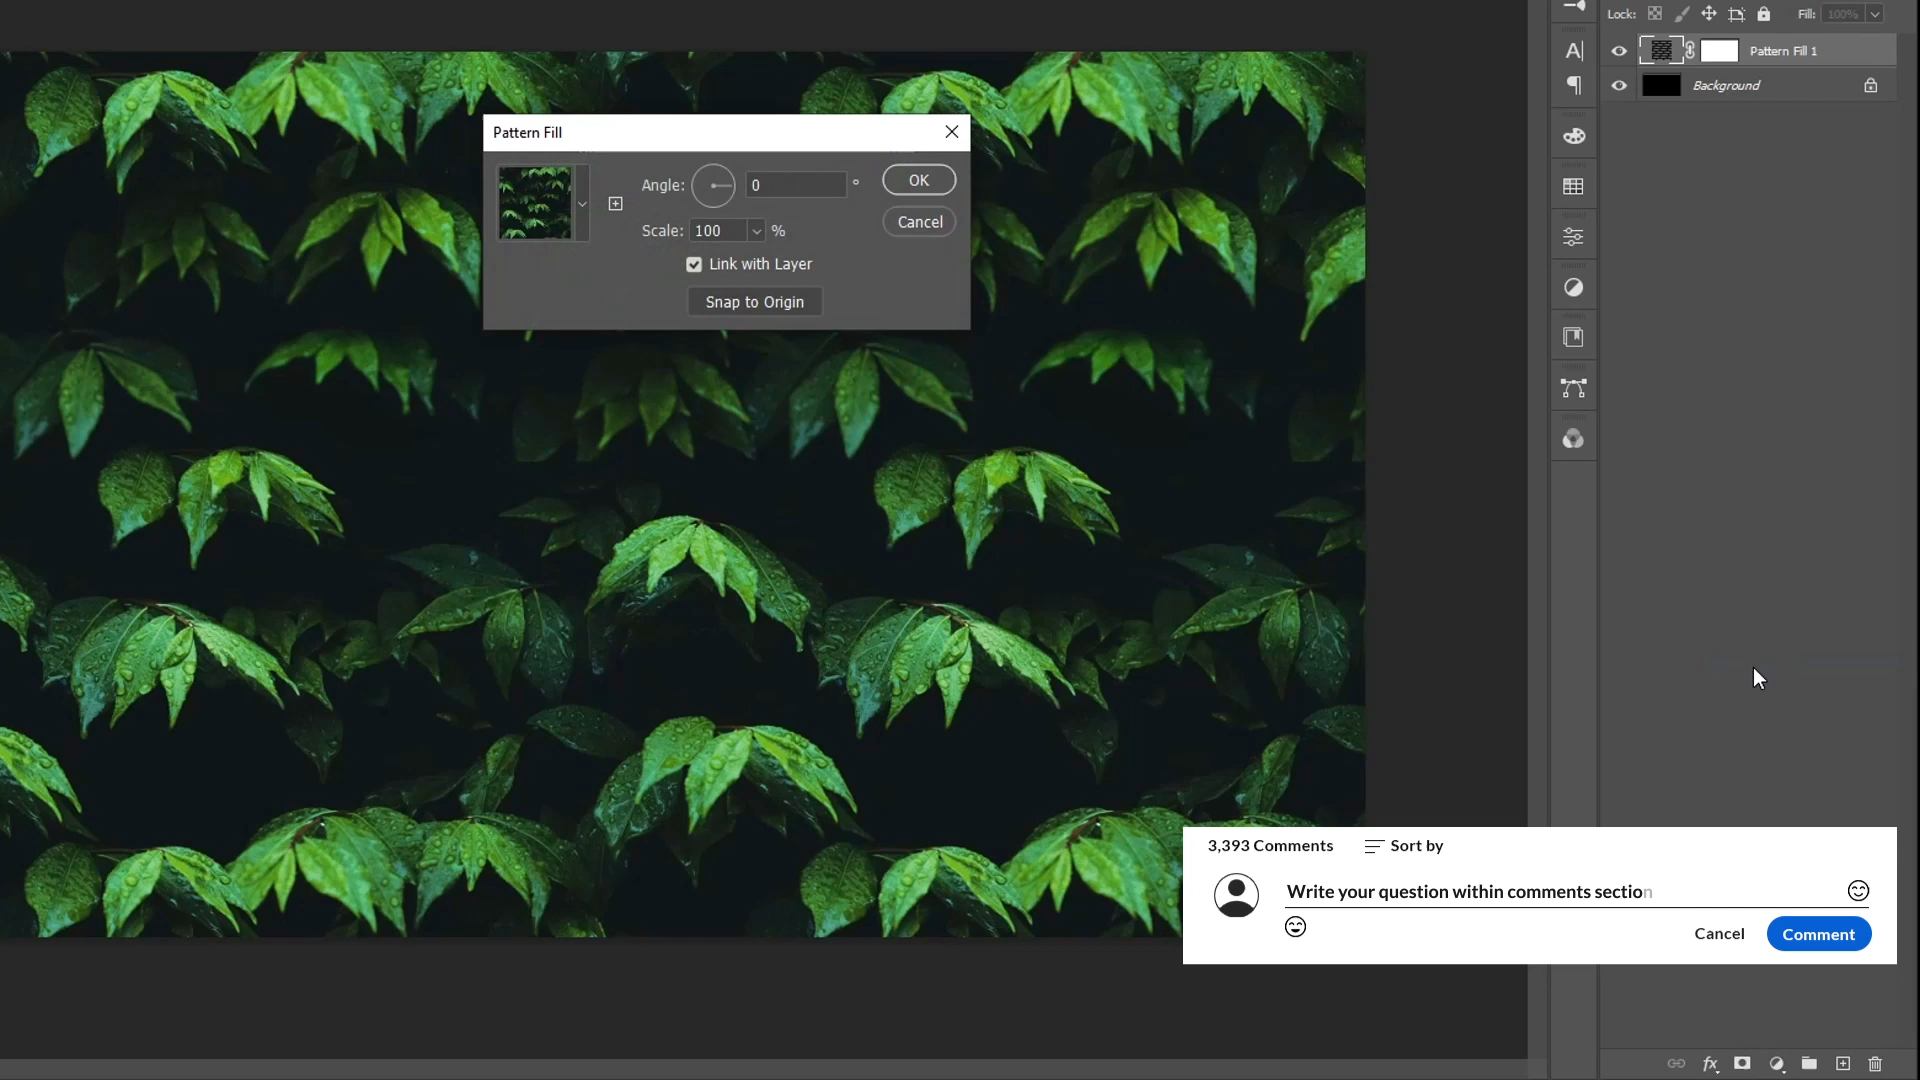 Lock:
Fill: 100%
Pattern Fill 1
Background
Pattern Fill
Angle: 0 °
OK
Scale: 100 %
Cancel
Link with Layer
Snap to Origin
3,393 Comments
Sort by
Write your question within comments section
Cancel
Comment